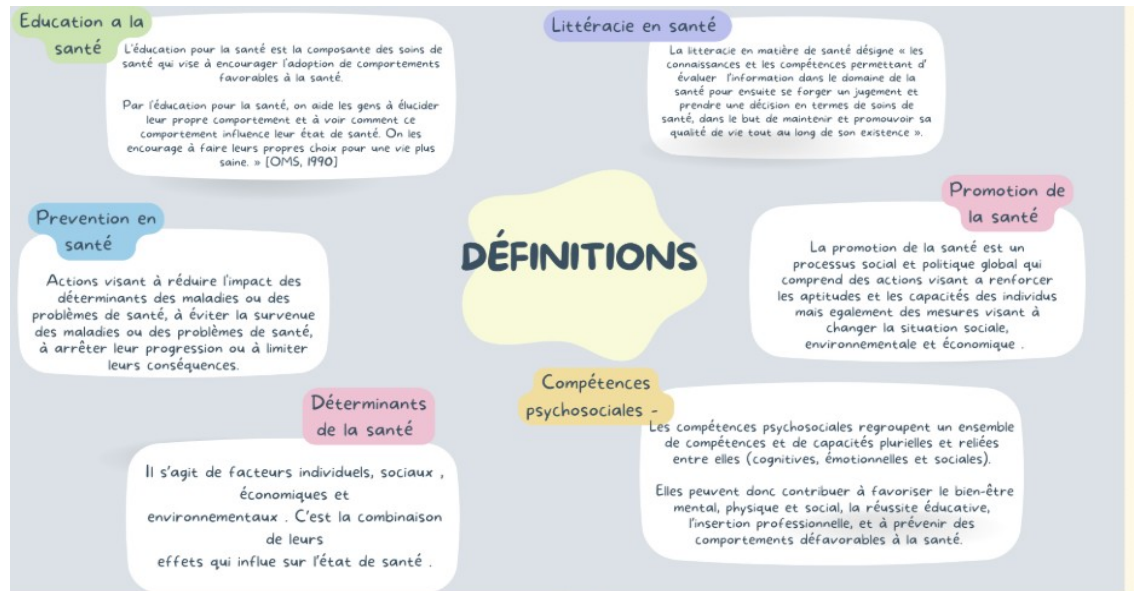 Education a la
santé
L'éducation pour la santé est la composante des soins de
santé qui vise à encourager l'adoption de comportements
favorables à la santé.
Par l'éducation pour la santé, on aide les gens à élucider
leur propre comportement et à voir comment ce
comportement influence leur état de santé. On les
encourage à faire leurs propres choix pour une vie plus
saine. » [OMS, 1990]
Littéracie en santé
La litteracie en matière de santé désigne « les
connaissances et les compétences permettant d'
évaluer l'information dans le domaine de la
santé pour ensuite se forger un jugement et
prendre une décision en termes de soins de
santé, dans le but de maintenir et promouvoir sa
qualité de vie tout au long de son existence ».
Prevention en
santé
Actions visant à réduire l'impact des
déterminants des maladies ou des
problèmes de santé, à éviter la survenue
des maladies ou des problèmes de santé,
à arrêter leur progression ou à limiter
leurs conséquences.
DÉFINITIONS
Promotion de
la santé
La promotion de la santé est un
processus social et politique global qui
comprend des actions visant a renforcer
les aptitudes et les capacités des individus
mais egalement des mesures visant à
changer la situation sociale,
environnementale et économique .
Déterminants
de la santé
Il s'agit de facteurs individuels, sociaux ,
économiques et
environnementaux . C'est la combinaison
de leurs
effets qui influe sur l'état de santé .
Compétences
psychosociales -
Les compétences psychosociales regroupent un ensemble
de compétences et de capacités plurielles et reliées
entre elles (cognitives, émotionnelles et sociales).
Elles peuvent donc contribuer à favoriser le bien-être
mental, physique et social, la réussite éducative,
l'insertion professionnelle, et à prévenir des
comportements défavorables à la santé.